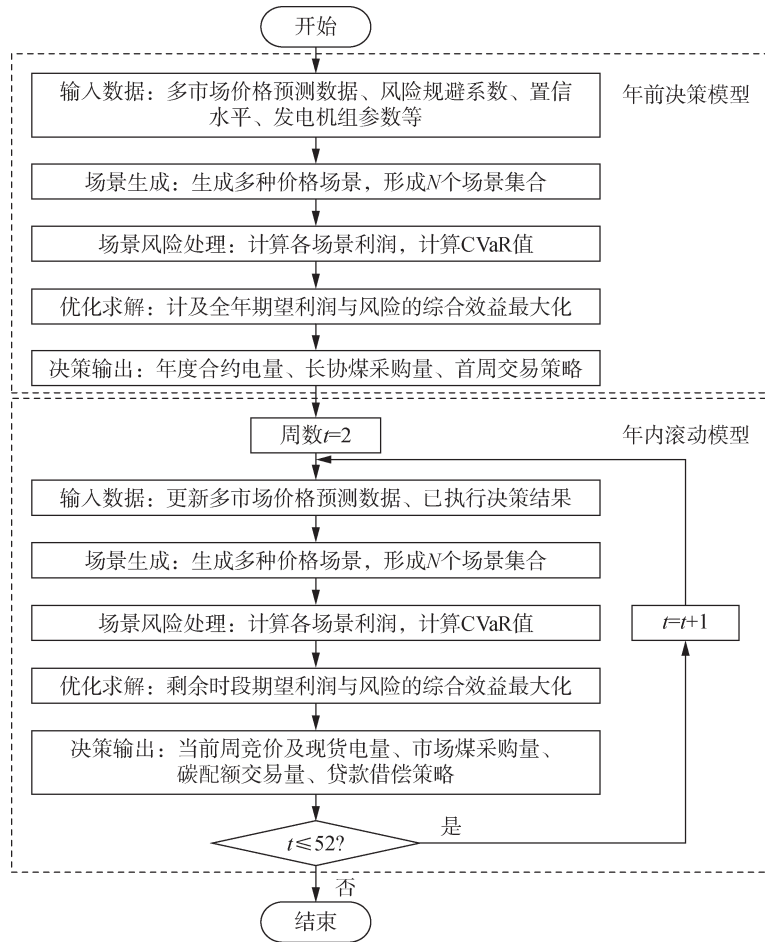 开始
输入数据：多市场价格预测数据、风险规避系数、置信
水平、发电机组参数等
年前决策模型
场景生成：生成多种价格场景，形成N个场景集合
场景风险处理：计算各场景利润，计算CVaR值
优化求解：计及全年期望利润与风险的综合效益最大化
决策输出：年度合约电量、长协煤采购量、首周交易策略
周数t=2
年内滚动模型
输入数据：更新多市场价格预测数据、已执行决策结果
场景生成：生成多种价格场景，形成N个场景集合
场景风险处理：计算各场景利润，计算CVaR值
t=t+1
优化求解：剩余时段期望利润与风险的综合效益最大化
决策输出：当前周竞价及现货电量、市场煤采购量、
碳配额交易量、贷款借偿策略
t≤52?
是
否
结束